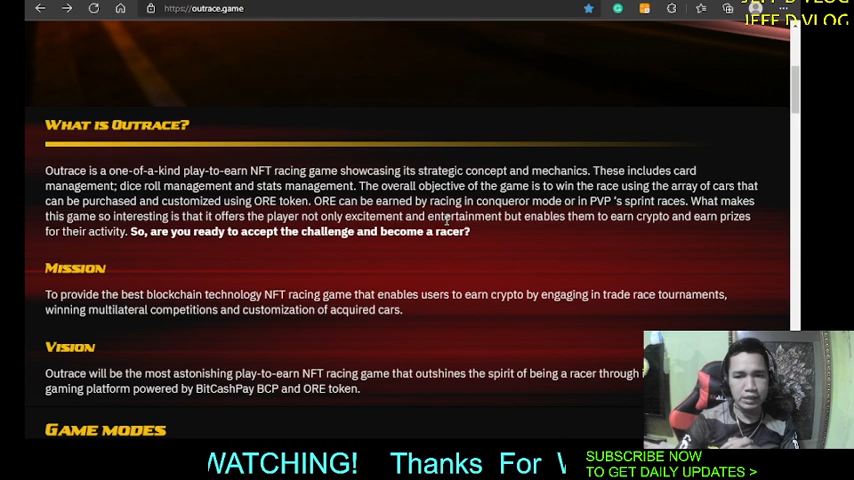 JEFF D VLOG
https://outrace.game
JEFF D VLOG
WHAT IS OUTRACE?
Outrace is a one-of-a-kind play-to-earn NFT racing game showcasing its strategic concept and mechanics. These includes card
management; dice roll management and stats management. The overall objective of the game is to win the race using the array of cars that
can be purchased and customized using ORE token. ORE can be earned by racing in conqueror mode or in PVP 's sprint races. What makes
this game so interesting is that it offers the player not only excitement and entertainment but enables them to earn crypto and earn prizes
for their activity. So, are you ready to accept the challenge and become a racer?
MISSION
To provide the best blockchain technology NFT racing game that enables users to earn crypto by engaging in trade race tournaments,
winning multilateral competitions and customization of acquired cars.
VISION
Outrace will be the most astonishing play-to-earn NFT racing game that outshines the spirit of being a racer through
gaming platform powered by BitCashPay BCP and ORE token.
GAME MODES
WATCHING! Thanks For
SUBSCRIBE NOW
TO GET DAILY UPDATES >